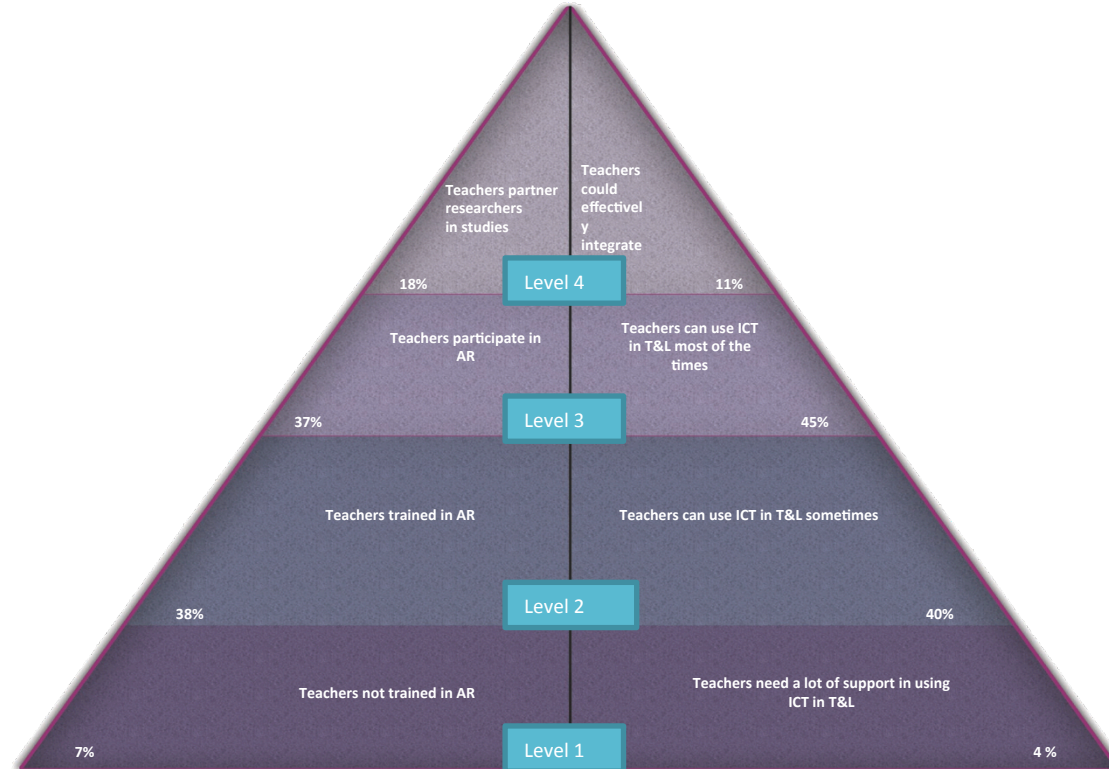 Teachers partner
researchers
in studies
Teachers
could
effectivel
y
integrate
18%
Level 4
11%
Teachers participate in
AR
Teachers can use ICT
in T&L most of the
times
37%
Level 3
45%
Teachers trained in AR
Teachers can use ICT in T&L sometimes
38%
Level 2
40%
Teachers not trained in AR
Teachers need a lot of support in using
ICT in T&L
7%
Level 1
4 %